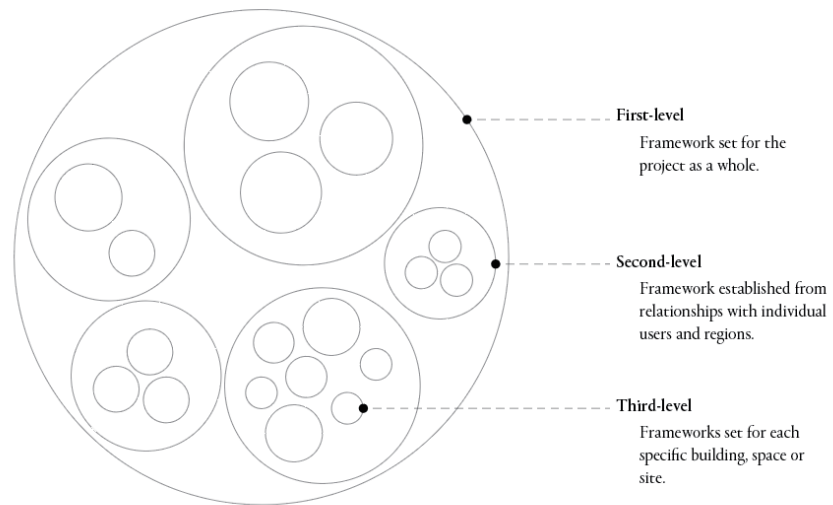 First-level
Framework set for the
project as a whole.
Second-level
Framework established from
relationships with individual
users and regions.
Third-level
Frameworks set for each
specific building, space or
site.